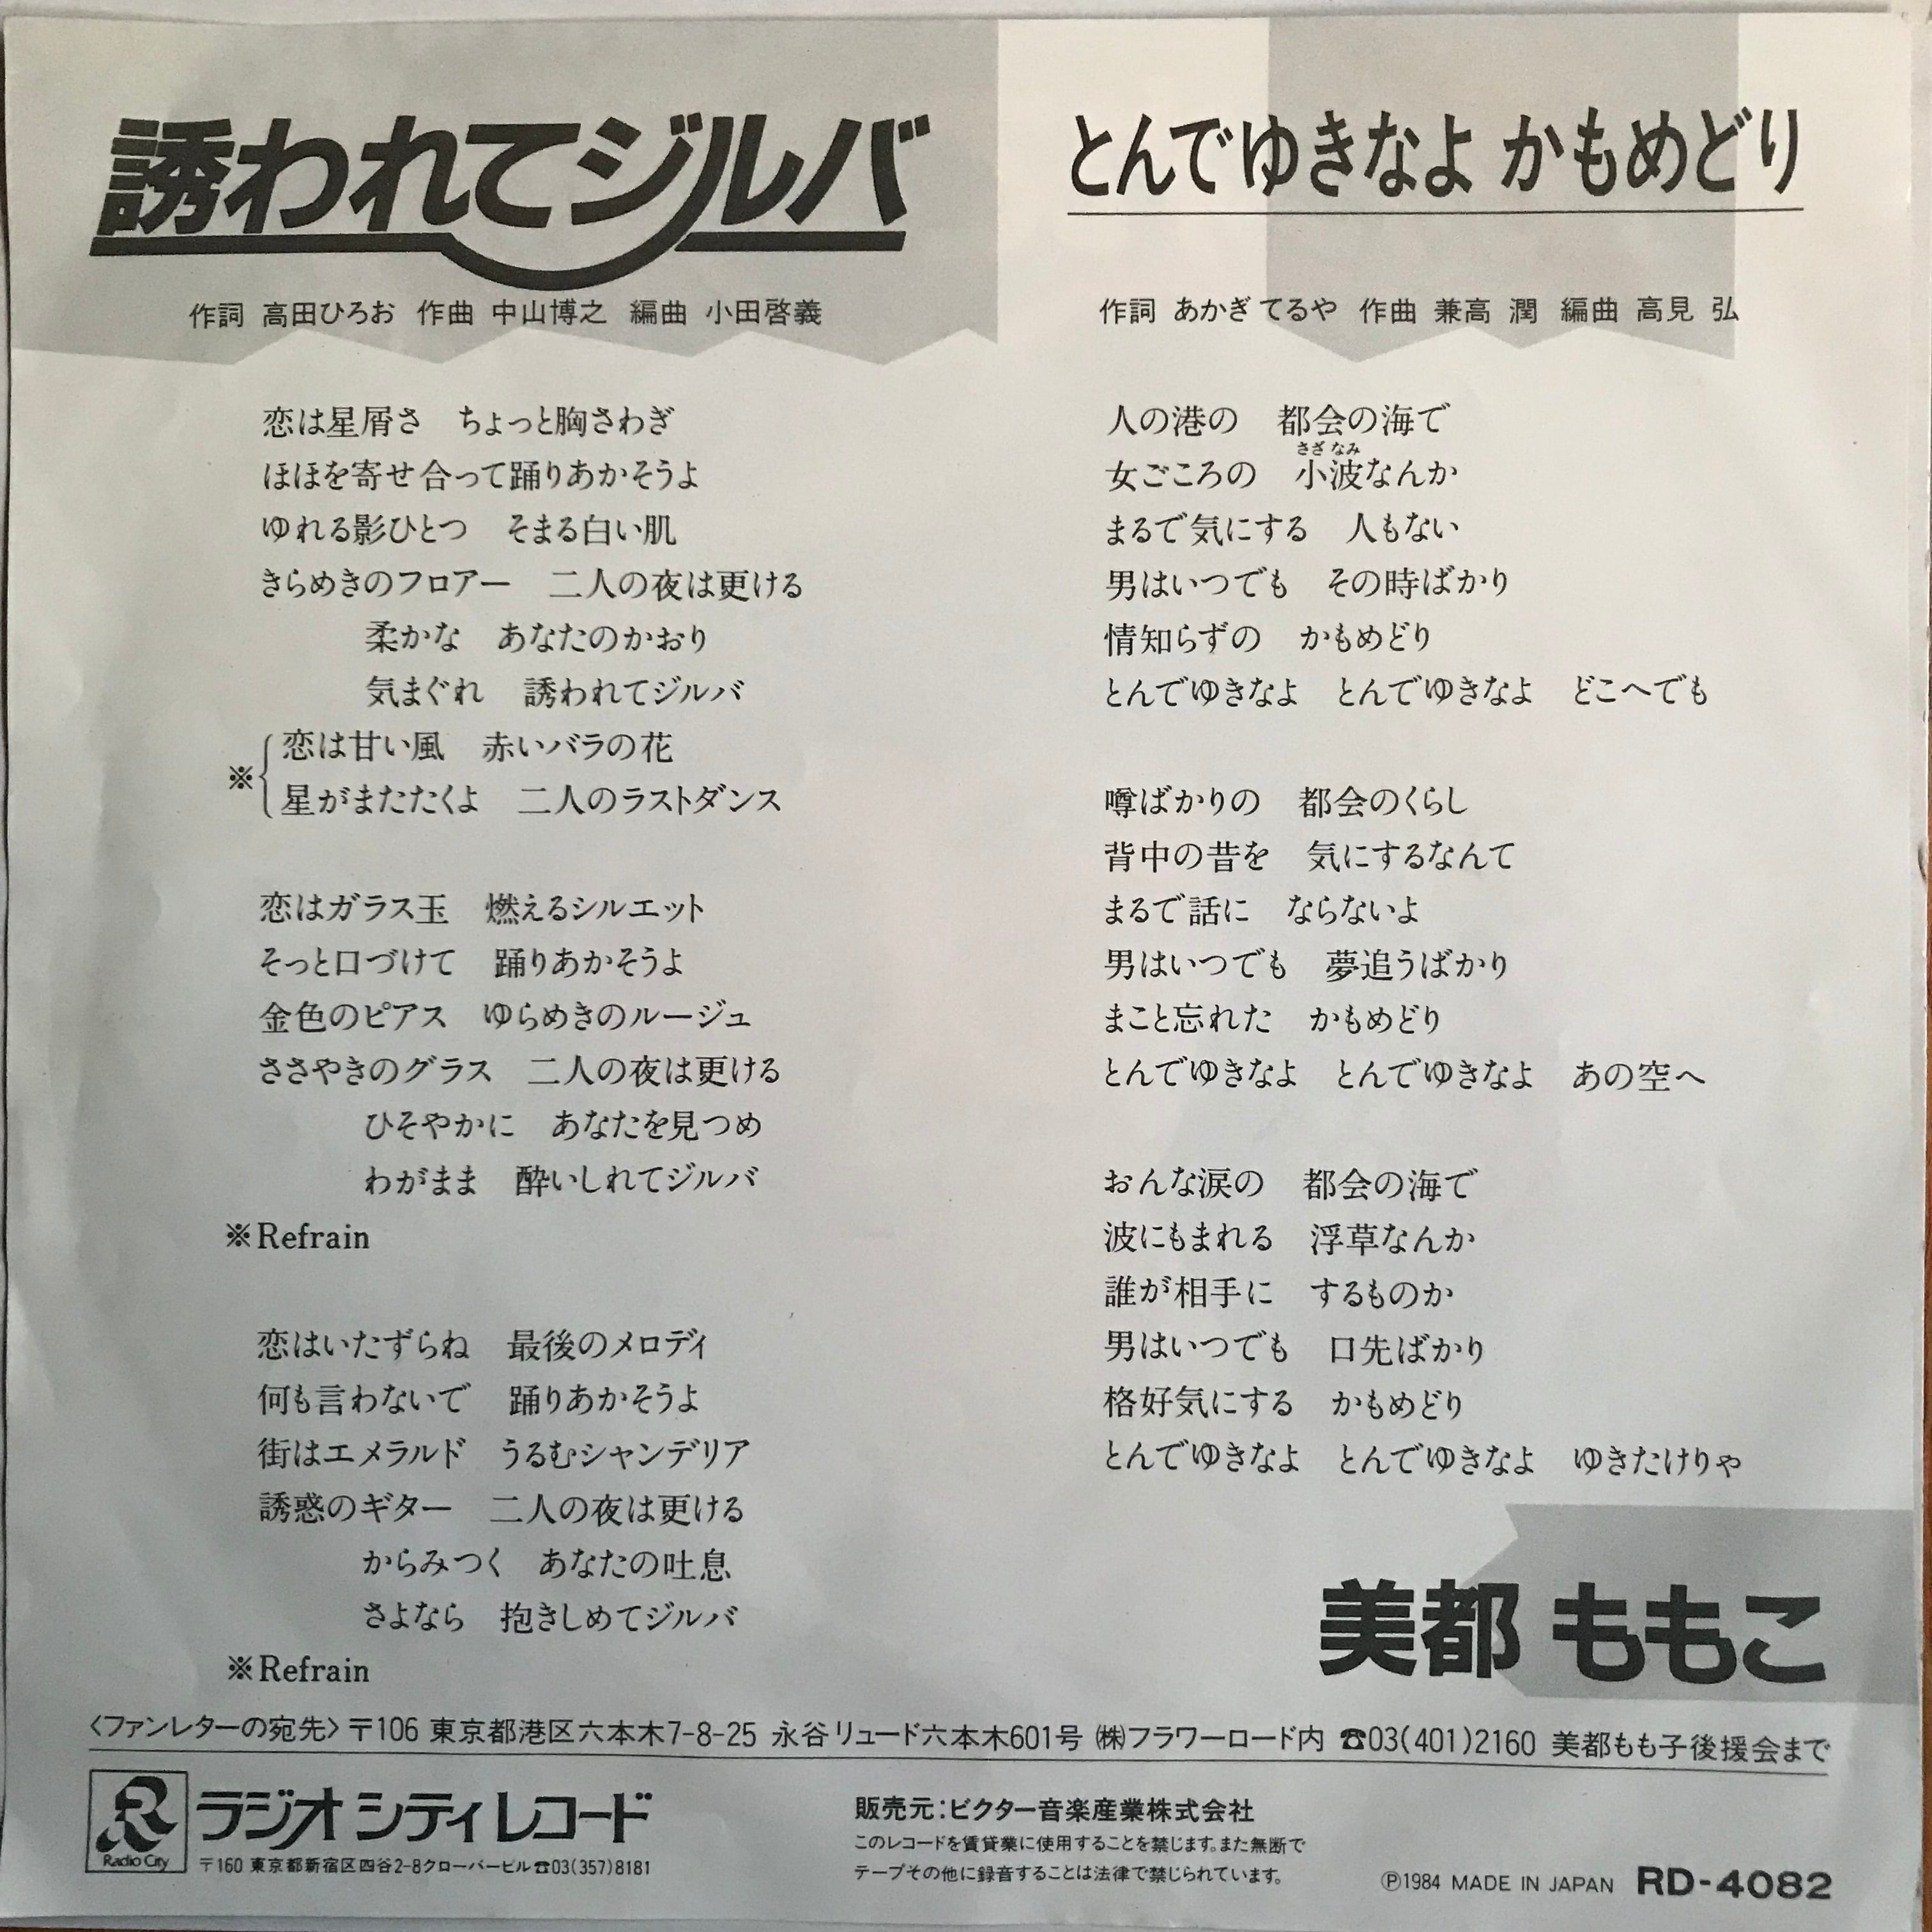 誘われてジルバ
作詞 高田ひろお 作曲 中山博之 編曲 小田啓義
恋は星屑さ ちょっと胸さわぎ
ほほを寄せ合って踊りあかそうよ
ゆれる影ひとつ そまる白い肌
きらめきのフロアー 二人の夜は更ける
柔かな あなたのかおり
気まぐれ 誘われてジルバ
※ 恋は甘い風 赤いバラの花
星がまたたくよ 二人のラストダンス
恋はガラス玉 燃えるシルエット
そっと口づけて 踊りあかそうよ
金色のピアス ゆらめきのルージュ
ささやきのグラス 二人の夜は更ける
ひそやかに あなたを見つめ
わがまま 酔いしれてジルバ
※Refrain
恋はいたずらね 最後のメロディ
何も言わないで 踊りあかそうよ
街はエメラルド うるむシャンデリア
誘惑のギター 二人の夜は更ける
からみつく あなたの吐息
さよなら 抱きしめてジルバ
※Refrain
とんでゆきなよ かもめどり
作詞 あかぎ てるや 作曲 兼高 潤 編曲 高見 弘
人の港の 都会の海で
さざなみ
女ごころの 小波なんか
まるで気にする 人もない
男はいつでも その時ばかり
情知らずの かもめどり
とんでゆきなよ とんでゆきなよ どこへでも
噂ばかりの 都会のくらし
背中の昔を 気にするなんて
まるで話に ならないよ
男はいつでも 夢追うばかり
まこと忘れた かもめどり
とんでゆきなよ とんでゆきなよ あの空へ
おんな涙の 都会の海で
波にもまれる 浮草なんか
誰が相手に するものか
男はいつでも 口先ばかり
格好気にする かもめどり
とんでゆきなよ とんでゆきなよ ゆきたけりゃ
美都 ももこ
〈ファンレターの宛先〉〒106 東京都港区六本木7-8-25 永谷リュード六本木601号 ㈱フラワーロード内 ☎03(401)2160 美都もも子後援会まで
Radio City
ラジオシティレコード
〒160 東京都新宿区四谷2-8クローバービル☎03(357)8181
販売元：ビクター音楽産業株式会社
このレコードを賃貸業に使用することを禁じます。また無断で
テープその他に録音することは法律で禁じられています。
Ⓟ1984 MADE IN JAPAN RD-4082